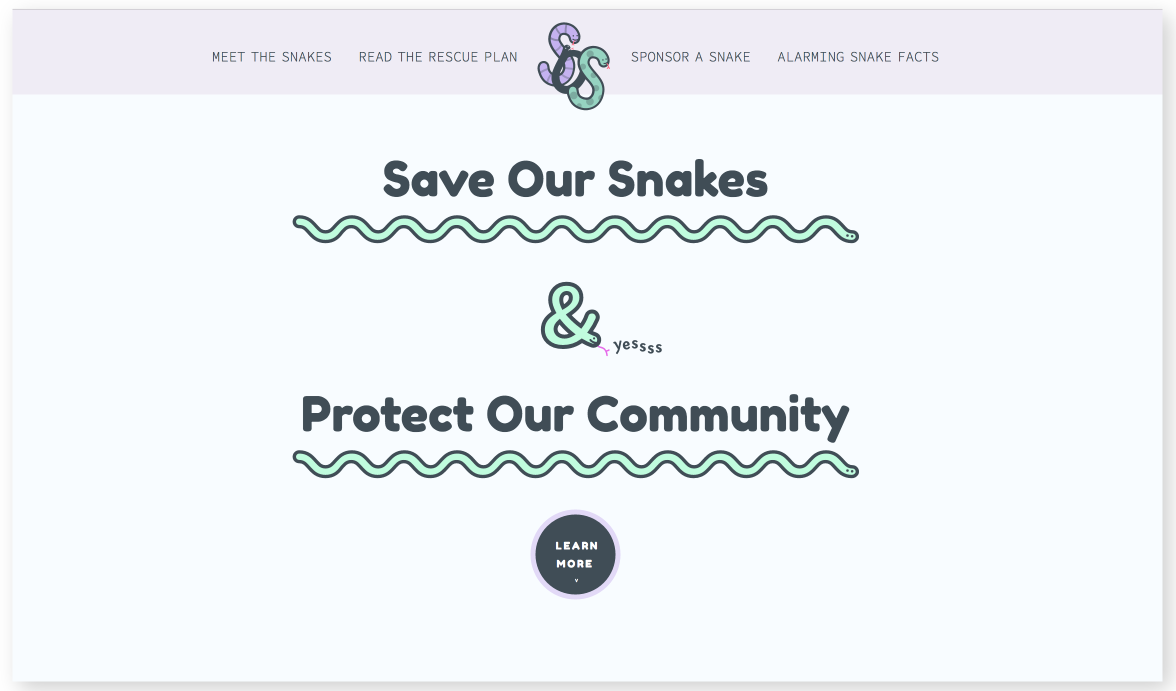 MEET THE SNAKES
READ THE RESCUE PLAN
SOS
SPONSOR A SNAKE
ALARMING SNAKE FACTS
Save Our Snakes
&
yessss
Protect Our Community
LEARN
MORE